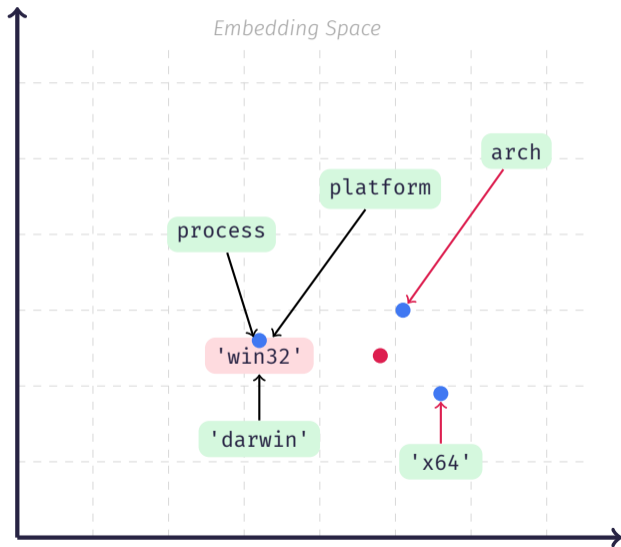 Embedding Space
arch
platform
process
'win32'
'darwin'
'x64'